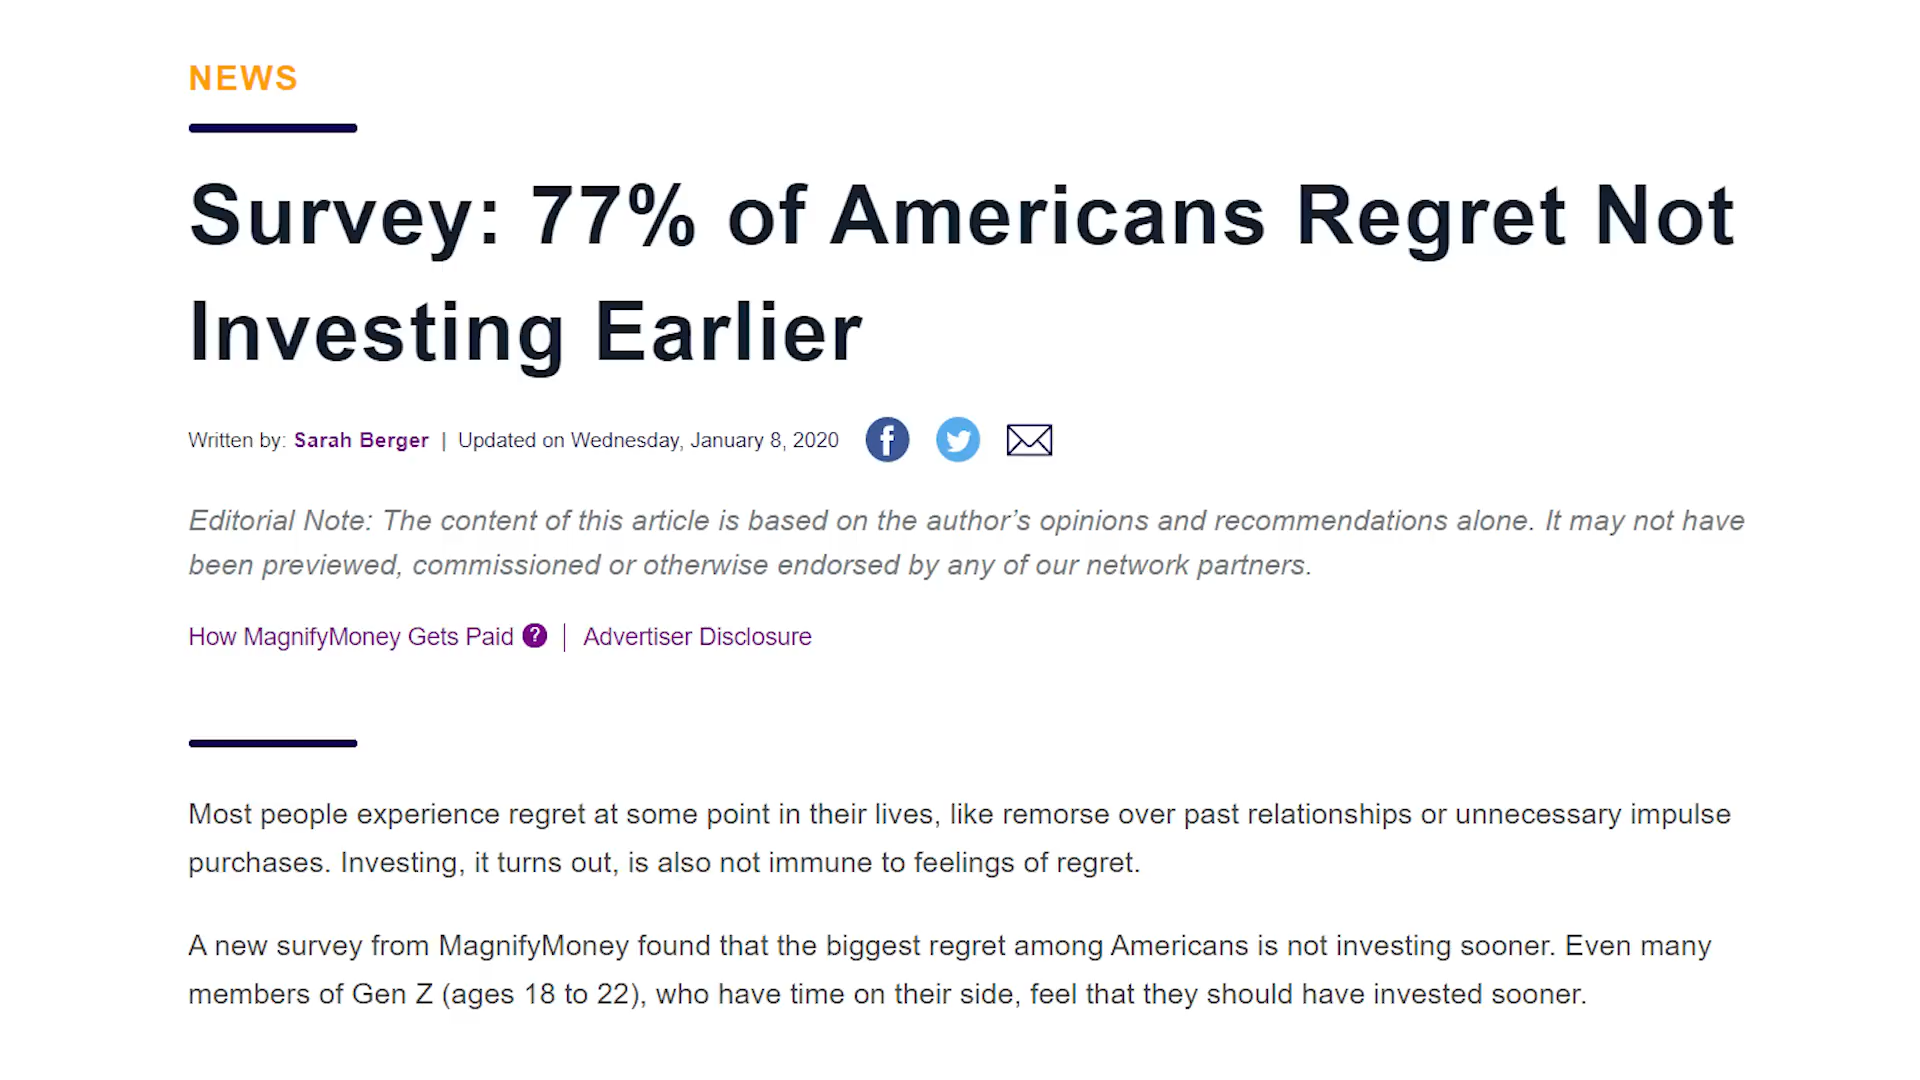 NEWS
Survey: 77% of Americans Regret Not
Investing Earlier
Written by: Sarah Berger | Updated on Wednesday, January 8, 2020
Editorial Note: The content of this article is based on the author’s opinions and recommendations alone. It may not have
been previewed, commissioned or otherwise endorsed by any of our network partners.
How MagnifyMoney Gets Paid ? | Advertiser Disclosure
Most people experience regret at some point in their lives, like remorse over past relationships or unnecessary impulse
purchases. Investing, it turns out, is also not immune to feelings of regret.
A new survey from MagnifyMoney found that the biggest regret among Americans is not investing sooner. Even many
members of Gen Z (ages 18 to 22), who have time on their side, feel that they should have invested sooner.